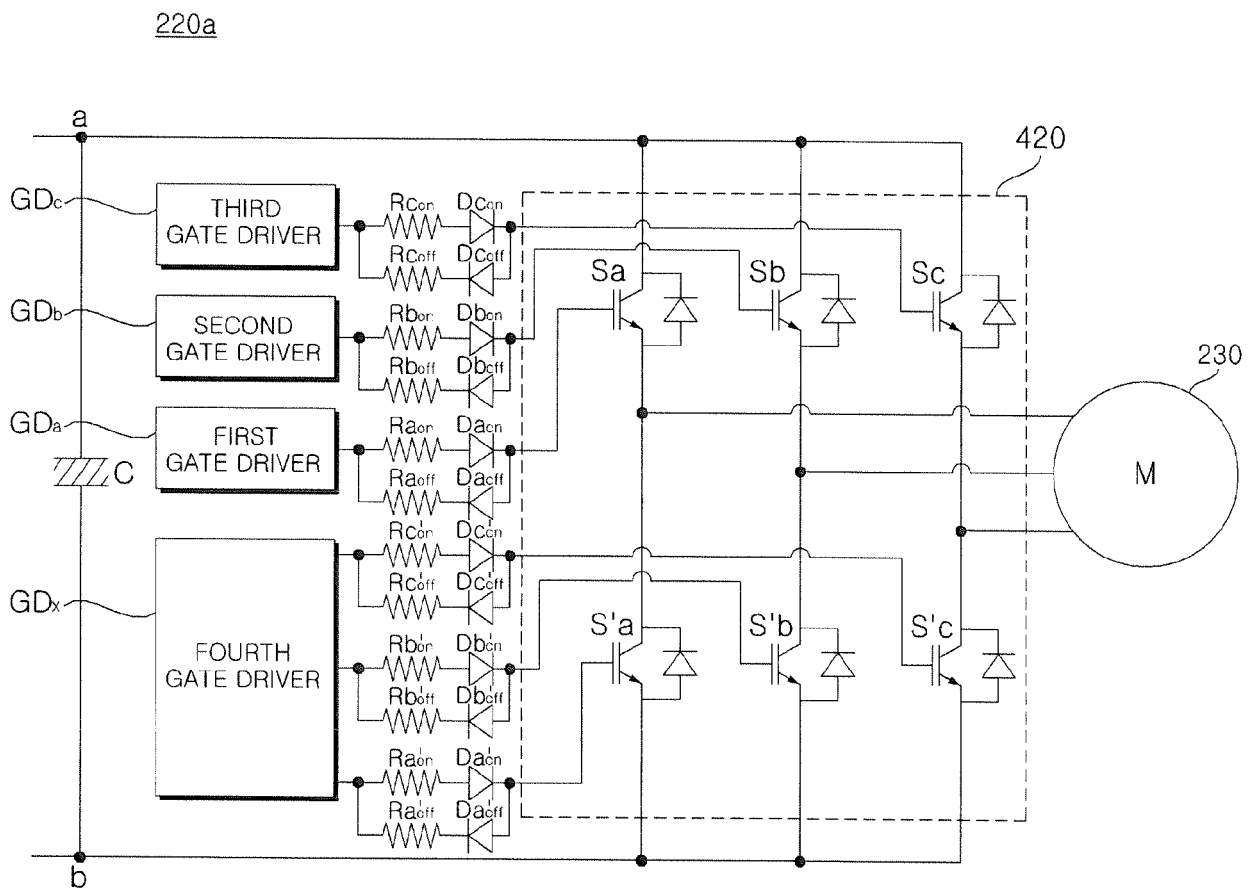 220a
a
420
GDc
THIRD
GATE DRIVER
RCon
DCon
RCoff
DCoff
Sa
Sb
Sc
GDb
SECOND
GATE DRIVER
Rbon
Dbon
Rboff
Dboff
230
GDa
FIRST
GATE DRIVER
Raon
Daon
Raoff
Daoff
C
M
RC'on
DC'on
RC'off
DC'off
GDx
FOURTH
GATE DRIVER
S'a
S'b
S'c
Rb'on
Db'on
Rb'off
Db'off
Ra'on
Da'on
Ra'off
Da'off
b